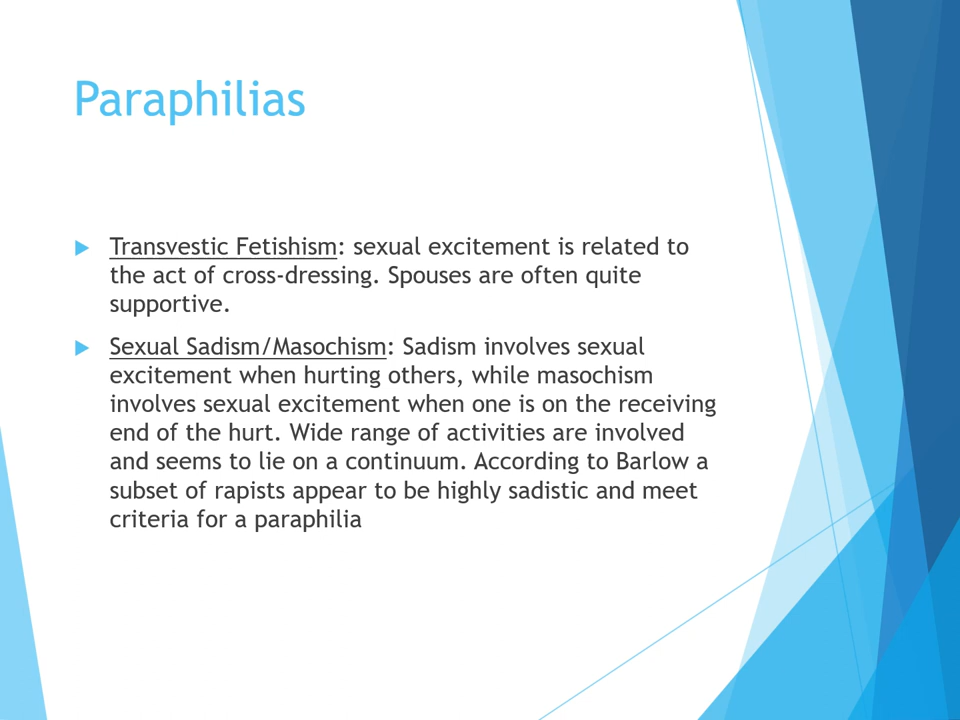 Paraphilias
Transvestic Fetishism: sexual excitement is related to
the act of cross-dressing. Spouses are often quite
supportive.
Sexual Sadism/Masochism: Sadism involves sexual
excitement when hurting others, while masochism
involves sexual excitement when one is on the receiving
end of the hurt. Wide range of activities are involved
and seems to lie on a continuum. According to Barlow a
subset of rapists appear to be highly sadistic and meet
criteria for a paraphilia